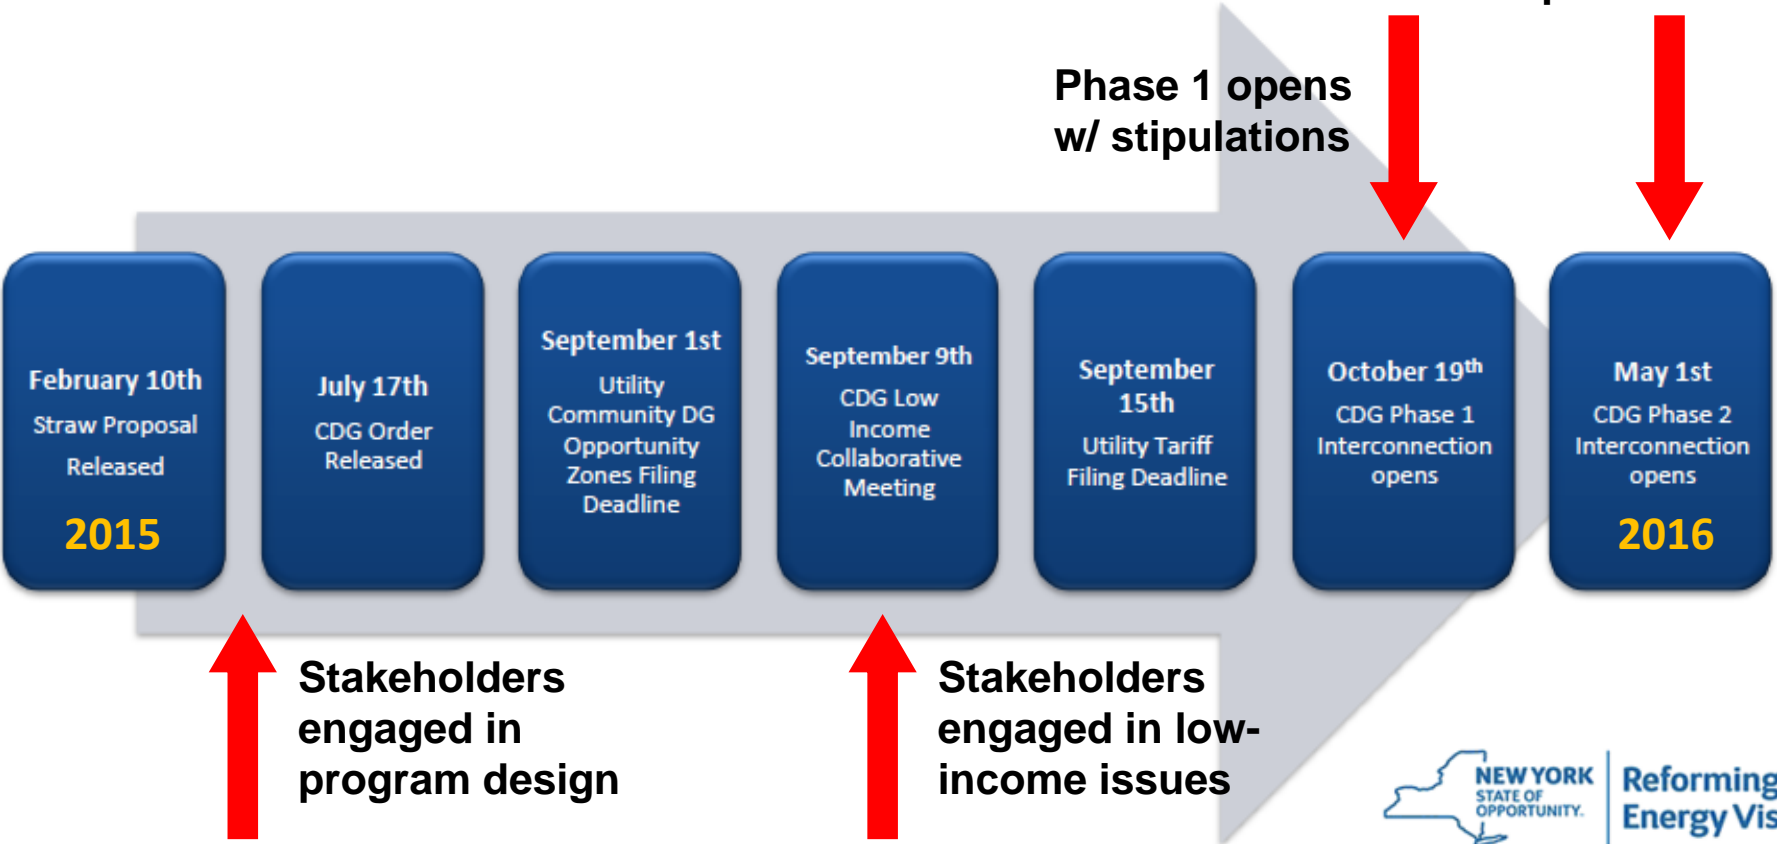 Phase 1 opens
w/ stipulations
February 10th
Straw Proposal
Released
2015
July 17th
CDG Order
Released
September 1st
Utility
Community DG
Opportunity
Zones Filing
Deadline
September 9th
CDG Low
Income
Collaborative
Meeting
September
15th
Utility Tariff
Filing Deadline
October 19th
CDG Phase 1
Interconnection
opens
May 1st
CDG Phase 2
Interconnection
opens
2016
Stakeholders
engaged in
program design
Stakeholders
engaged in low-
income issues
NEW YORK
STATE OF
OPPORTUNITY.
Reforming
Energy Vis